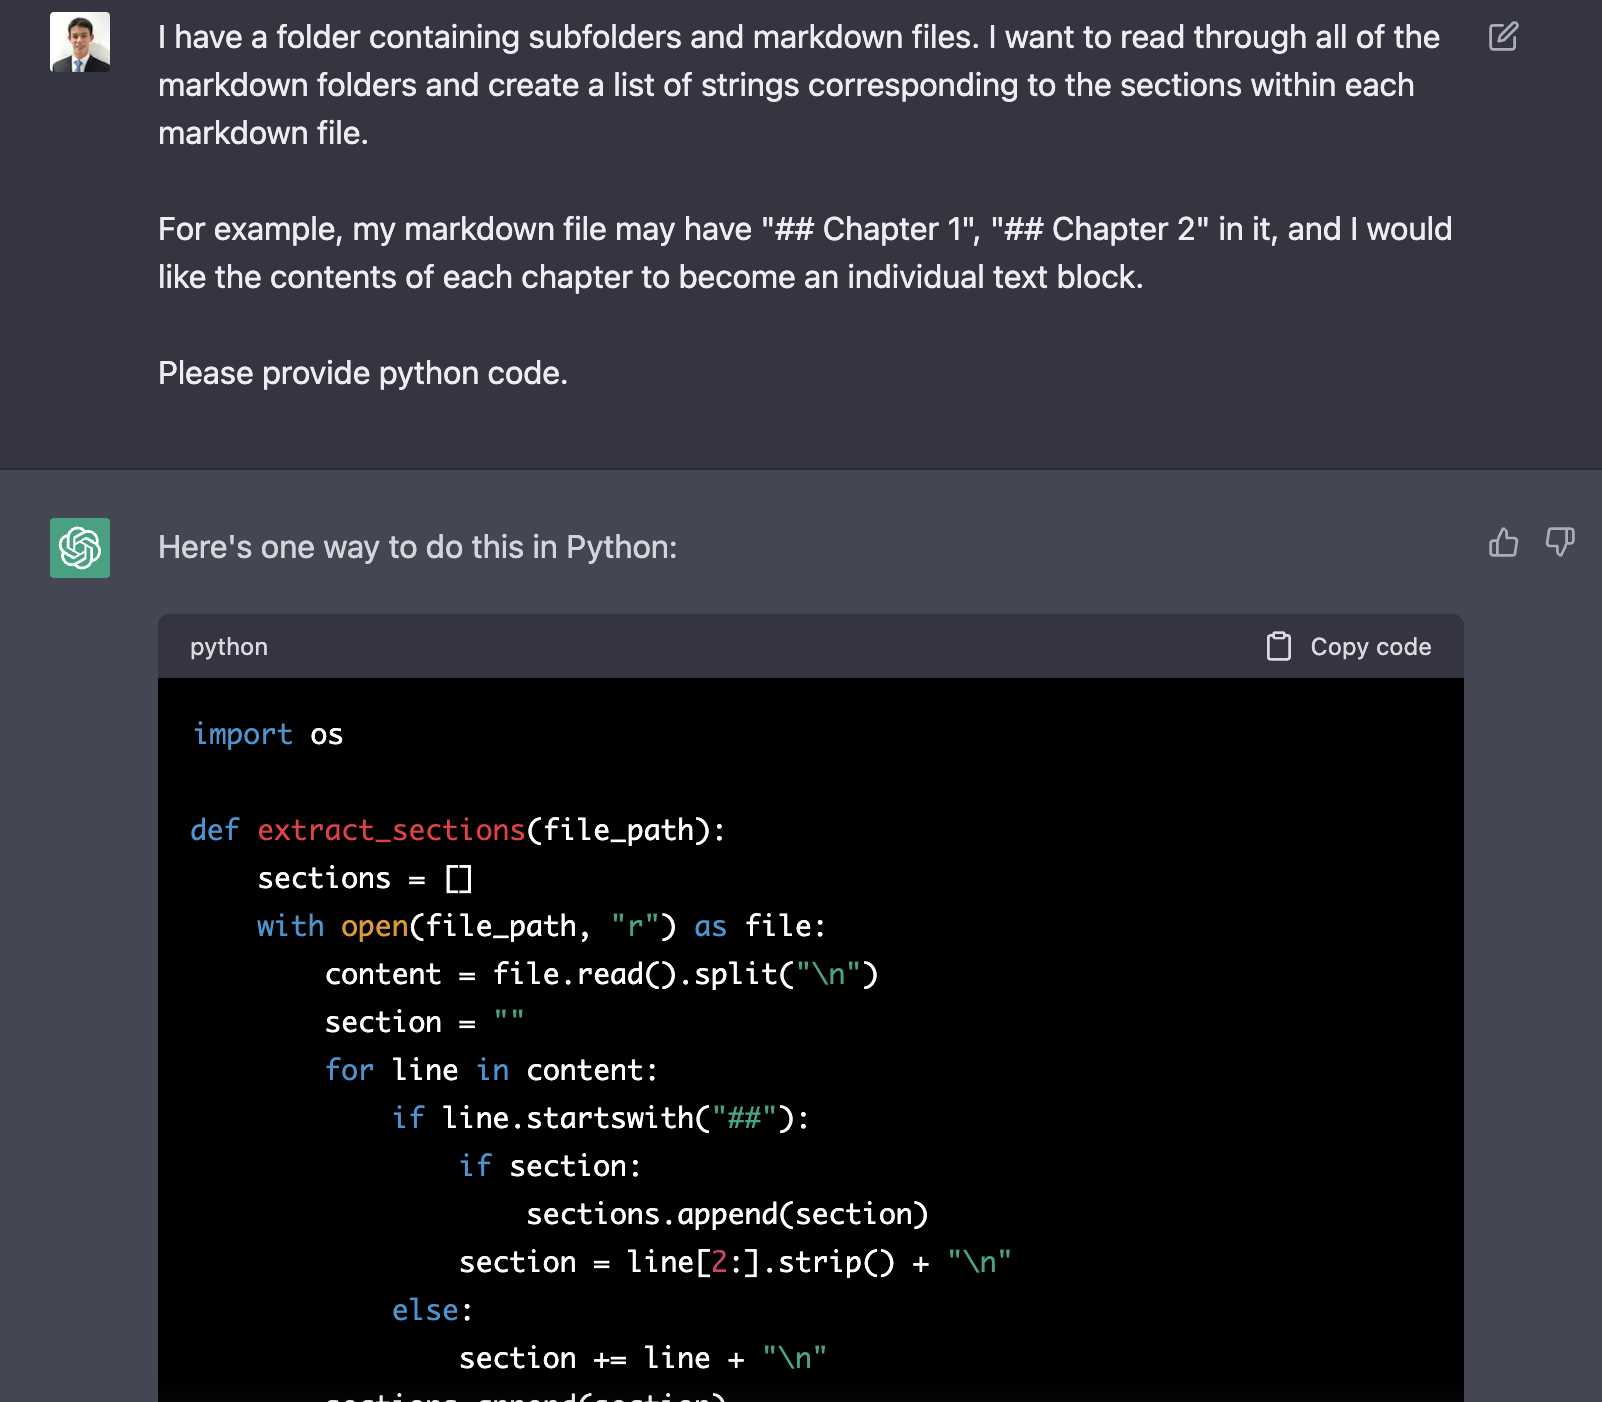 I have a folder containing subfolders and markdown files. I want to read through all of the
markdown folders and create a list of strings corresponding to the sections within each
markdown file.
For example, my markdown file may have "## Chapter 1", "## Chapter 2" in it, and I would
like the contents of each chapter to become an individual text block.
Please provide python code.
Here's one way to do this in Python:
python Copy code
import os
def extract_sections(file_path):
    sections = []
    with open(file_path, "r") as file:
        content = file.read().split("\n")
        section = ""
        for line in content:
            if line.startswith("##"):
                if section:
                    sections.append(section)
                section = line[2:].strip() + "\n"
            else:
                section += line + "\n"
        sections.append(section)